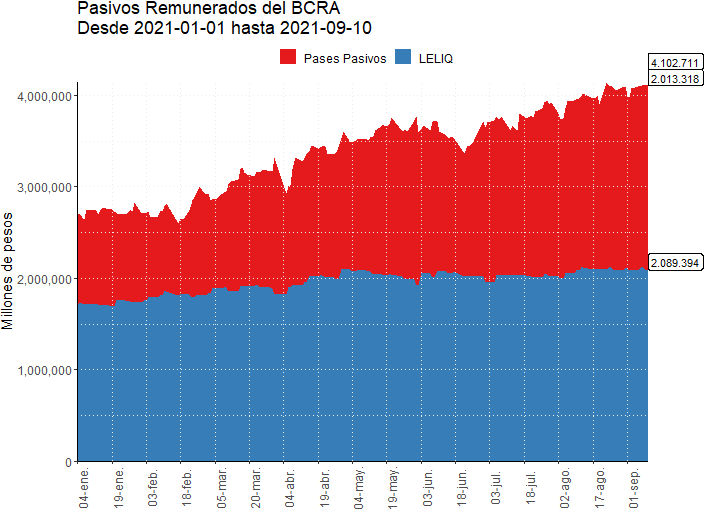 Pasivos Remunerados del BCRA
Desde 2021-01-01 hasta 2021-09-10
Pases Pasivos
LELIQ
4.102.711
2.013.318
2.089.394
Millones de pesos
4,000,000
3,000,000
2,000,000
1,000,000
0
04-ene.
19-ene.
03-feb.
18-feb.
05-mar.
20-mar.
04-abr.
19-abr.
04-may.
19-may.
03-jun.
18-jun.
03-jul.
18-jul.
02-ago.
17-ago.
01-sep.